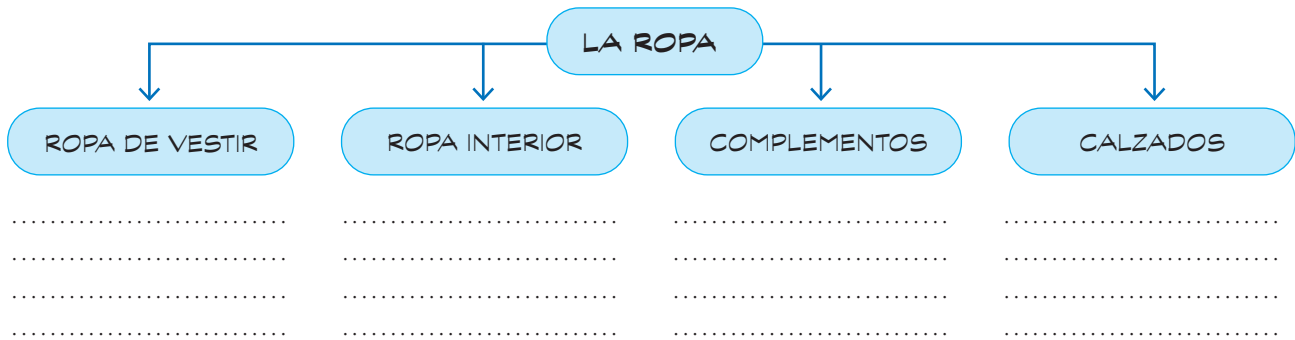 LA ROPA
ROPA DE VESTIR
ROPA INTERIOR
COMPLEMENTOS
CALZADOS